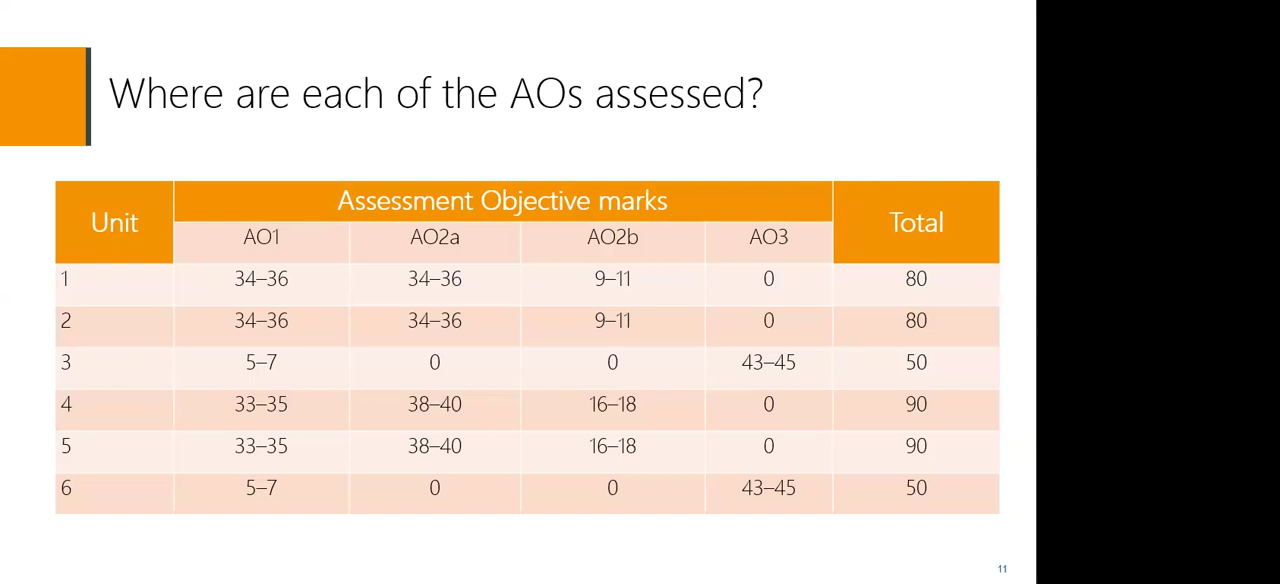 Where are each of the AOs assessed?
Unit Assessment Objective marks Total
AO1 AO2a AO2b AO3
1 34–36 34–36 9–11 0 80
2 34–36 34–36 9–11 0 80
3 5–7 0 0 43–45 50
4 33–35 38–40 16–18 0 90
5 33–35 38–40 16–18 0 90
6 5–7 0 0 43–45 50
11